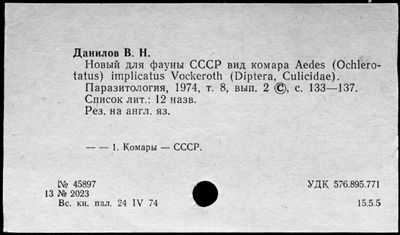 Данилов В. Н.
Новый для фауны СССР вид комара Aedes (Ochlero-
tatus) implicatus Vockeroth (Diptera, Culicidae).
Паразитология, 1974, т. 8, вып. 2 ©, с. 133—137.
Список лит.: 12 назв.
Рез. на англ. яз.
— — 1. Комары — СССР.
№ 45897
УДК 576.895.771
13 № 2023
Вс. кн. пал. 24 IV 74
15.5.5